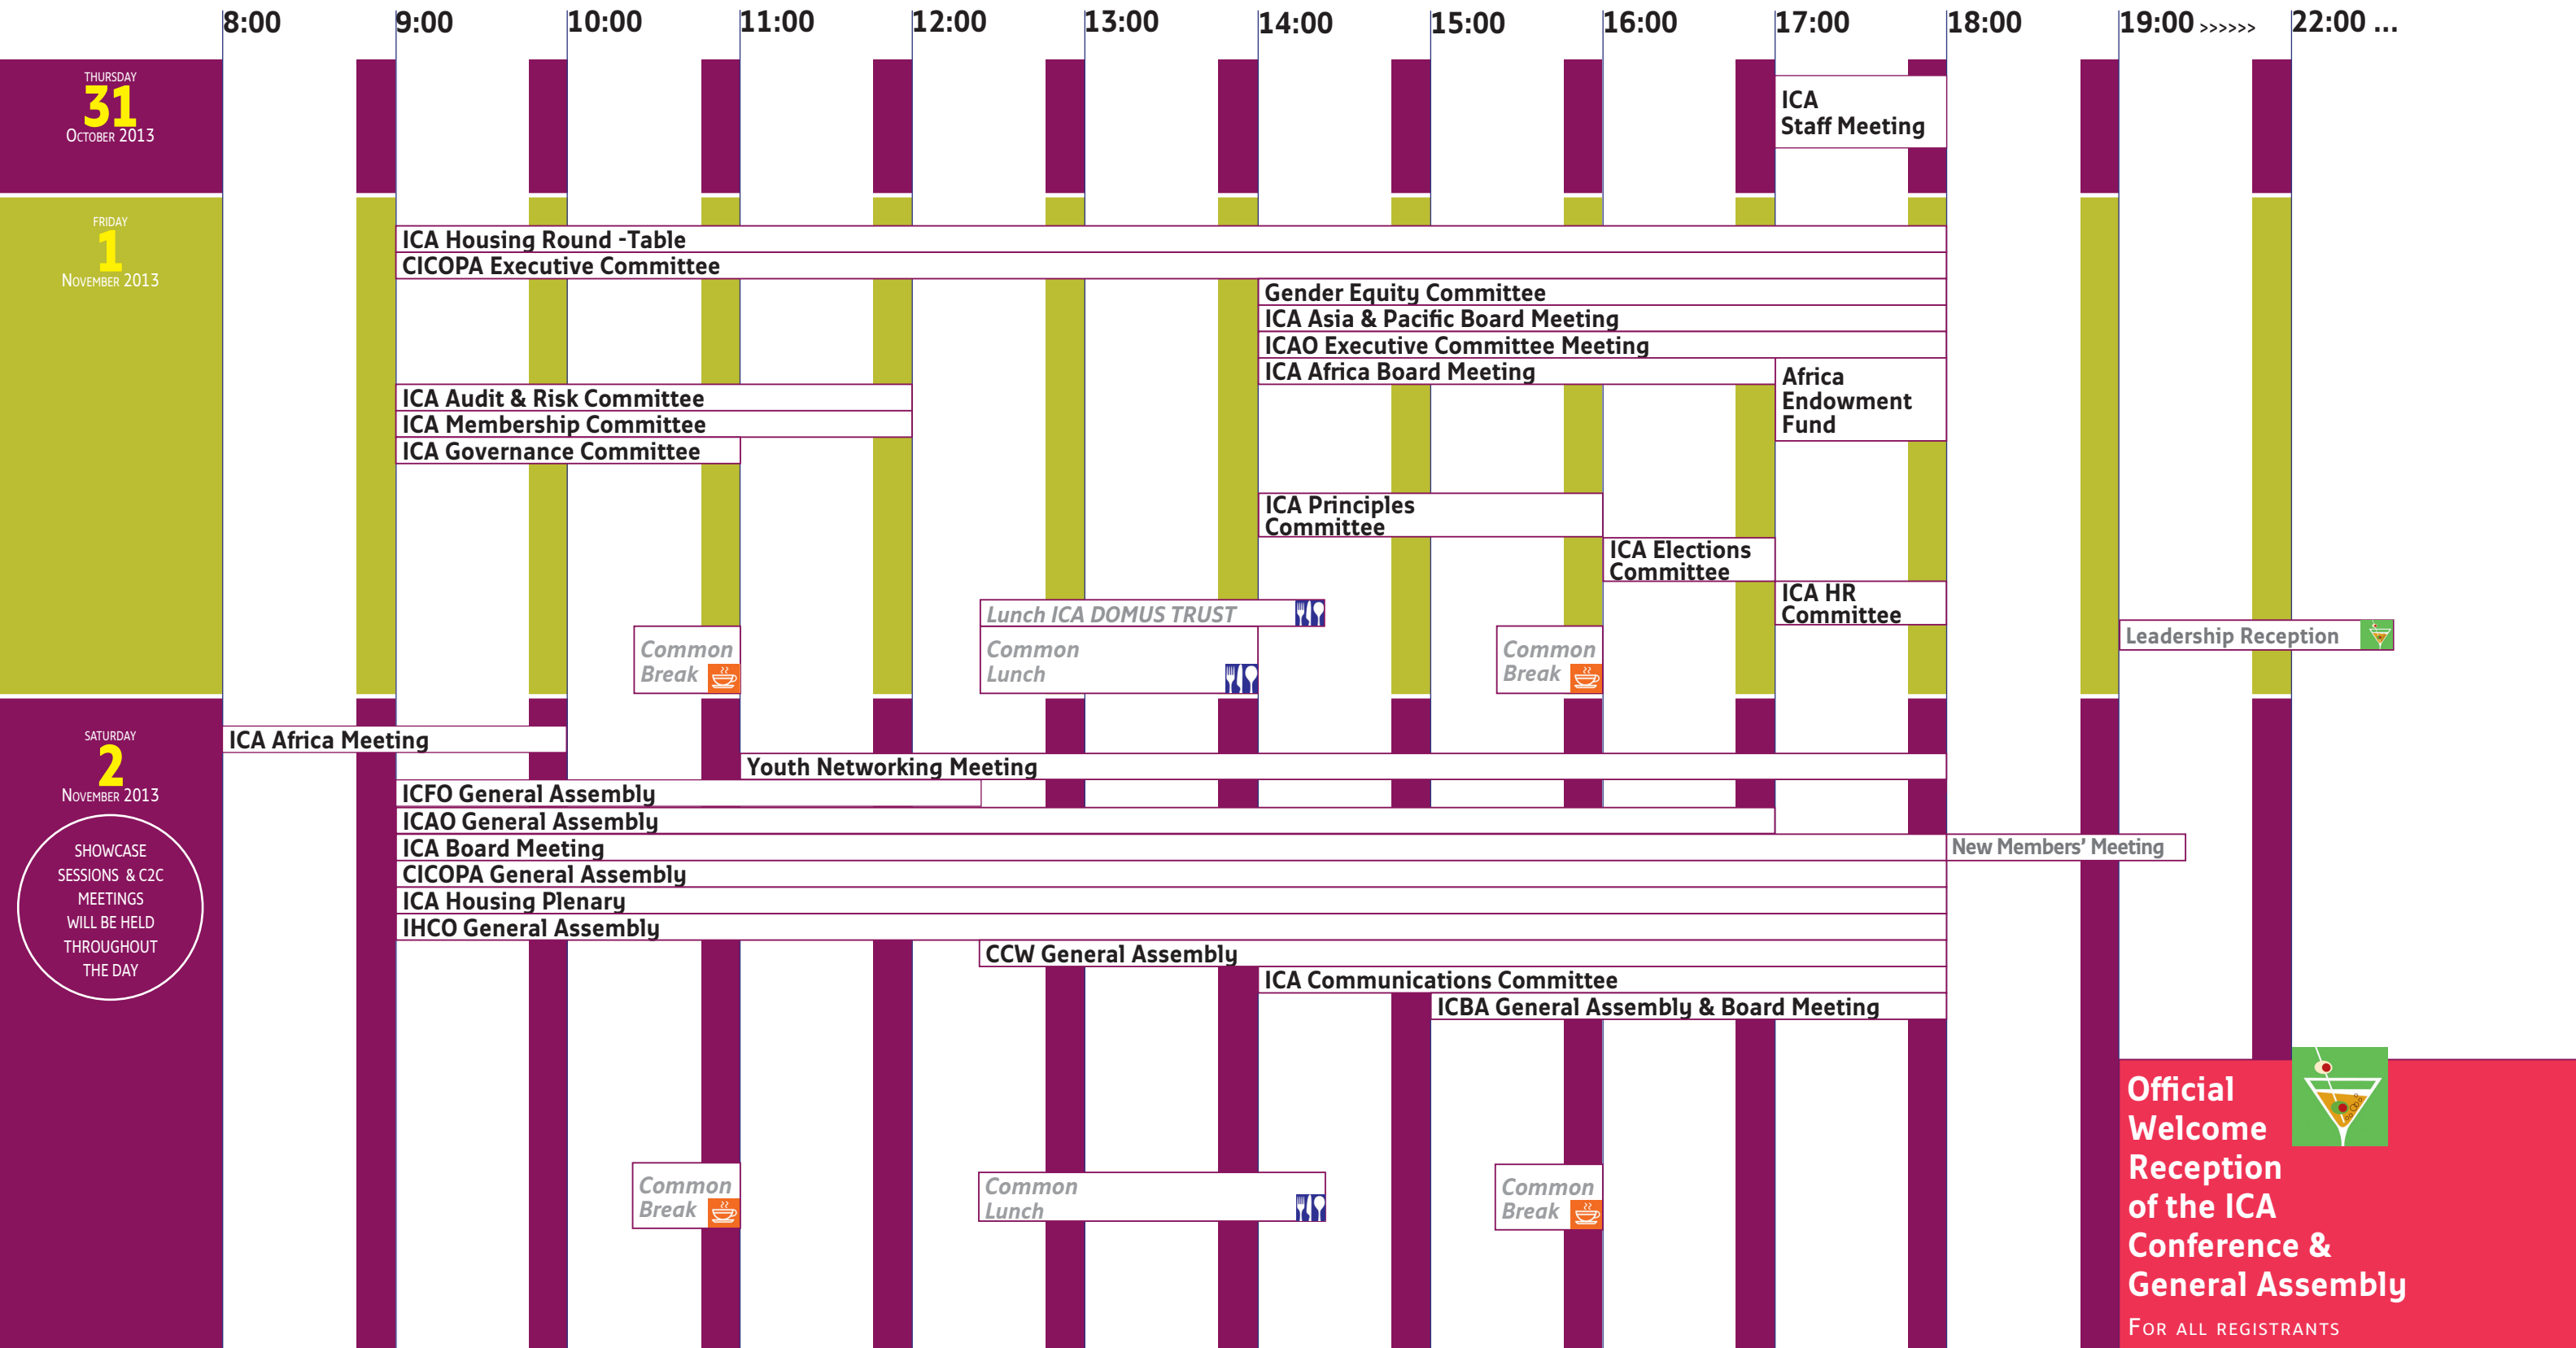 8:00 9:00 10:00 11:00 12:00 13:00 14:00 15:00 16:00 17:00 18:00 19:00 >>>>>> 22:00 ...
THURSDAY
31
OCTOBER 2013
ICA
Staff Meeting
FRIDAY
1
NOVEMBER 2013
ICA Housing Round -Table
CICOPA Executive Committee
Gender Equity Committee
ICA Asia & Pacific Board Meeting
ICAO Executive Committee Meeting
ICA Africa Board Meeting
Africa
Endowment
Fund
ICA Audit & Risk Committee
ICA Membership Committee
ICA Governance Committee
ICA Principles
Committee
ICA Elections
Committee
ICA HR
Committee
Lunch ICA DOMUS TRUST
Common
Break
Common
Lunch
Common
Break
Leadership Reception
SATURDAY
2
NOVEMBER 2013
SHOWCASE
SESSIONS & C2C
MEETINGS
WILL BE HELD
THROUGHOUT
THE DAY
ICA Africa Meeting
Youth Networking Meeting
ICFO General Assembly
ICAO General Assembly
ICA Board Meeting
New Members' Meeting
CICOPA General Assembly
ICA Housing Plenary
IHCO General Assembly
CCW General Assembly
ICA Communications Committee
ICBA General Assembly & Board Meeting
Common
Break
Common
Lunch
Common
Break
Official
Welcome
Reception
of the ICA
Conference &
General Assembly
FOR ALL REGISTRANTS